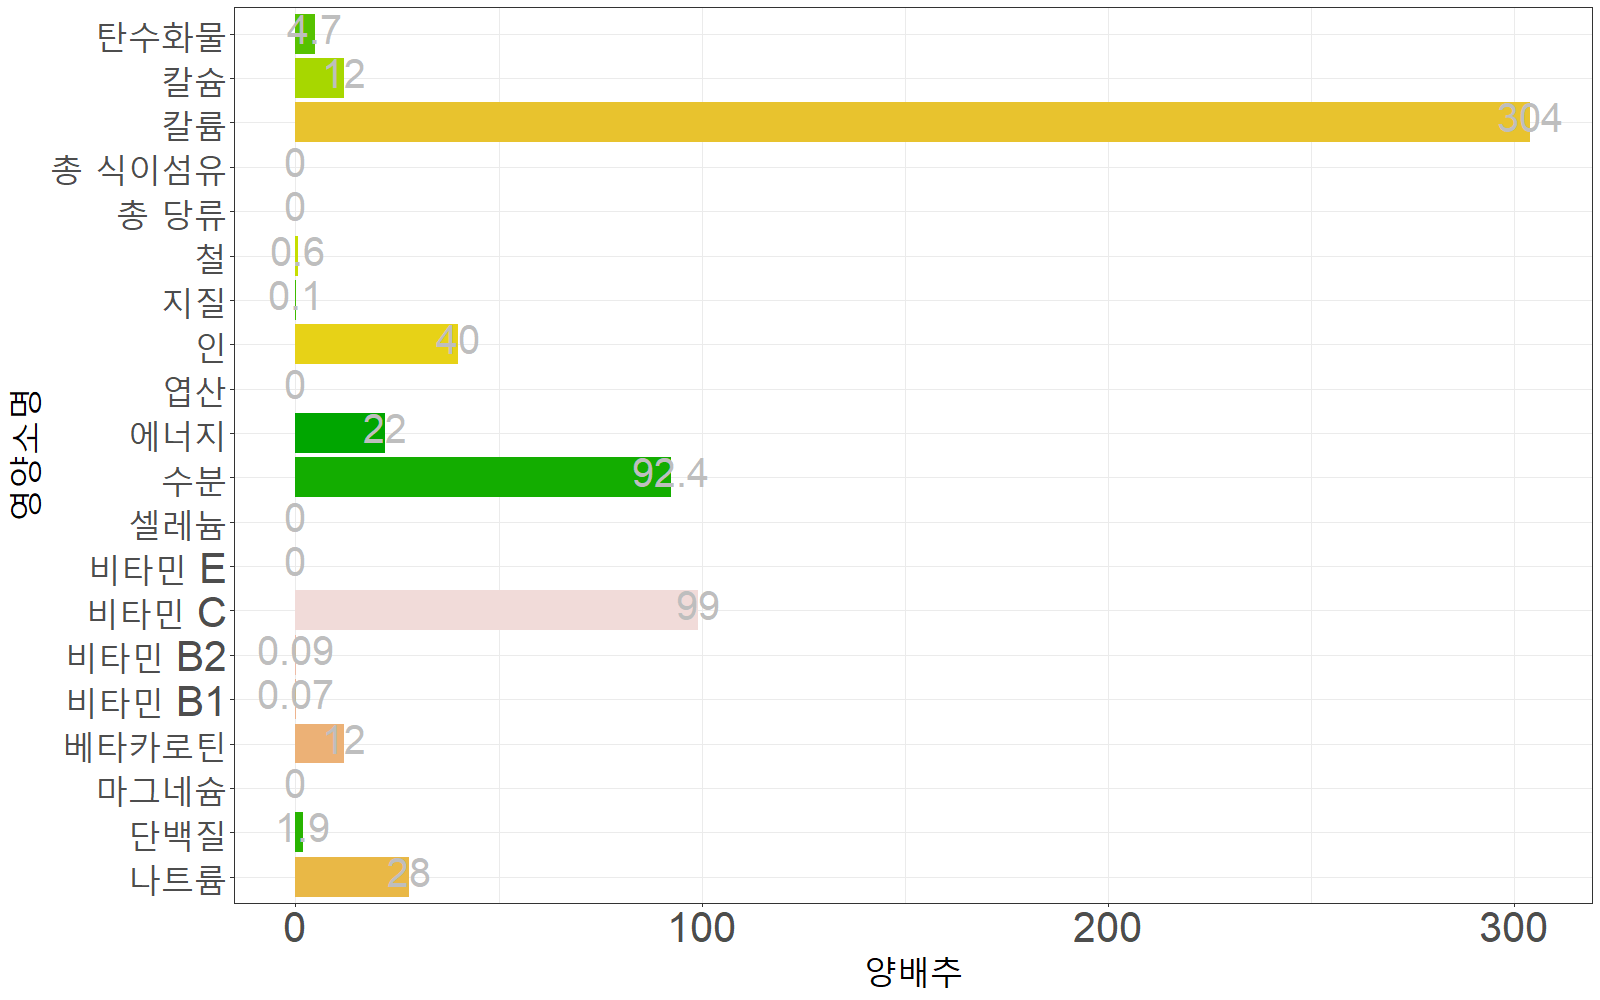 탄수화물 4.7
칼슘 12
칼륨 304
총 식이섬유 0
총 당류 0
철 0.6
지질 0.1
인 40
엽산 0
에너지 22
수분 92.4
셀레늄 0
비타민 E 0
비타민 C 99
비타민 B2 0.09
비타민 B1 0.07
베타카로틴 12
마그네슘 0
단백질 1.9
나트륨 28
영양소명
0 100 200 300
양배추